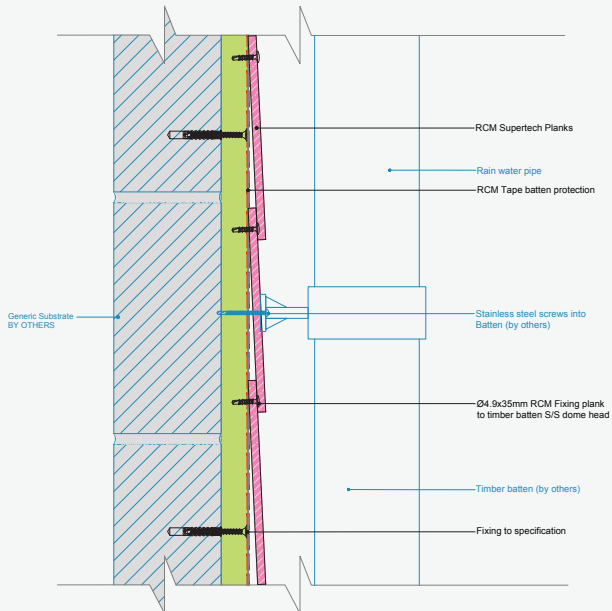 RCM Supertech Planks
Rain water pipe
RCM Tape batten protection
Generic Substrate
BY OTHERS
Stainless steel screws into
Batten (by others)
Ø4.9x35mm RCM Fixing plank
to timber batten S/S dome head
Timber batten (by others)
Fixing to specification